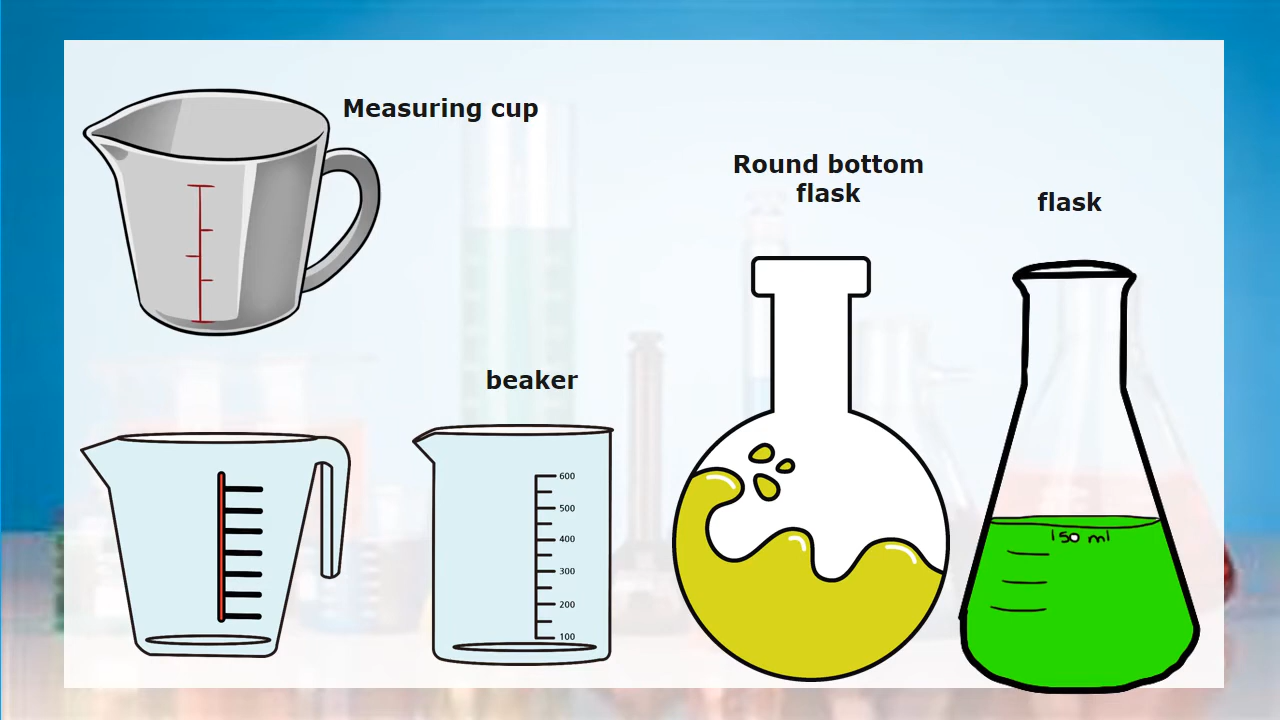 Measuring cup
Round bottom
flask
flask
beaker
600
500
400
300
200
100
150 ml